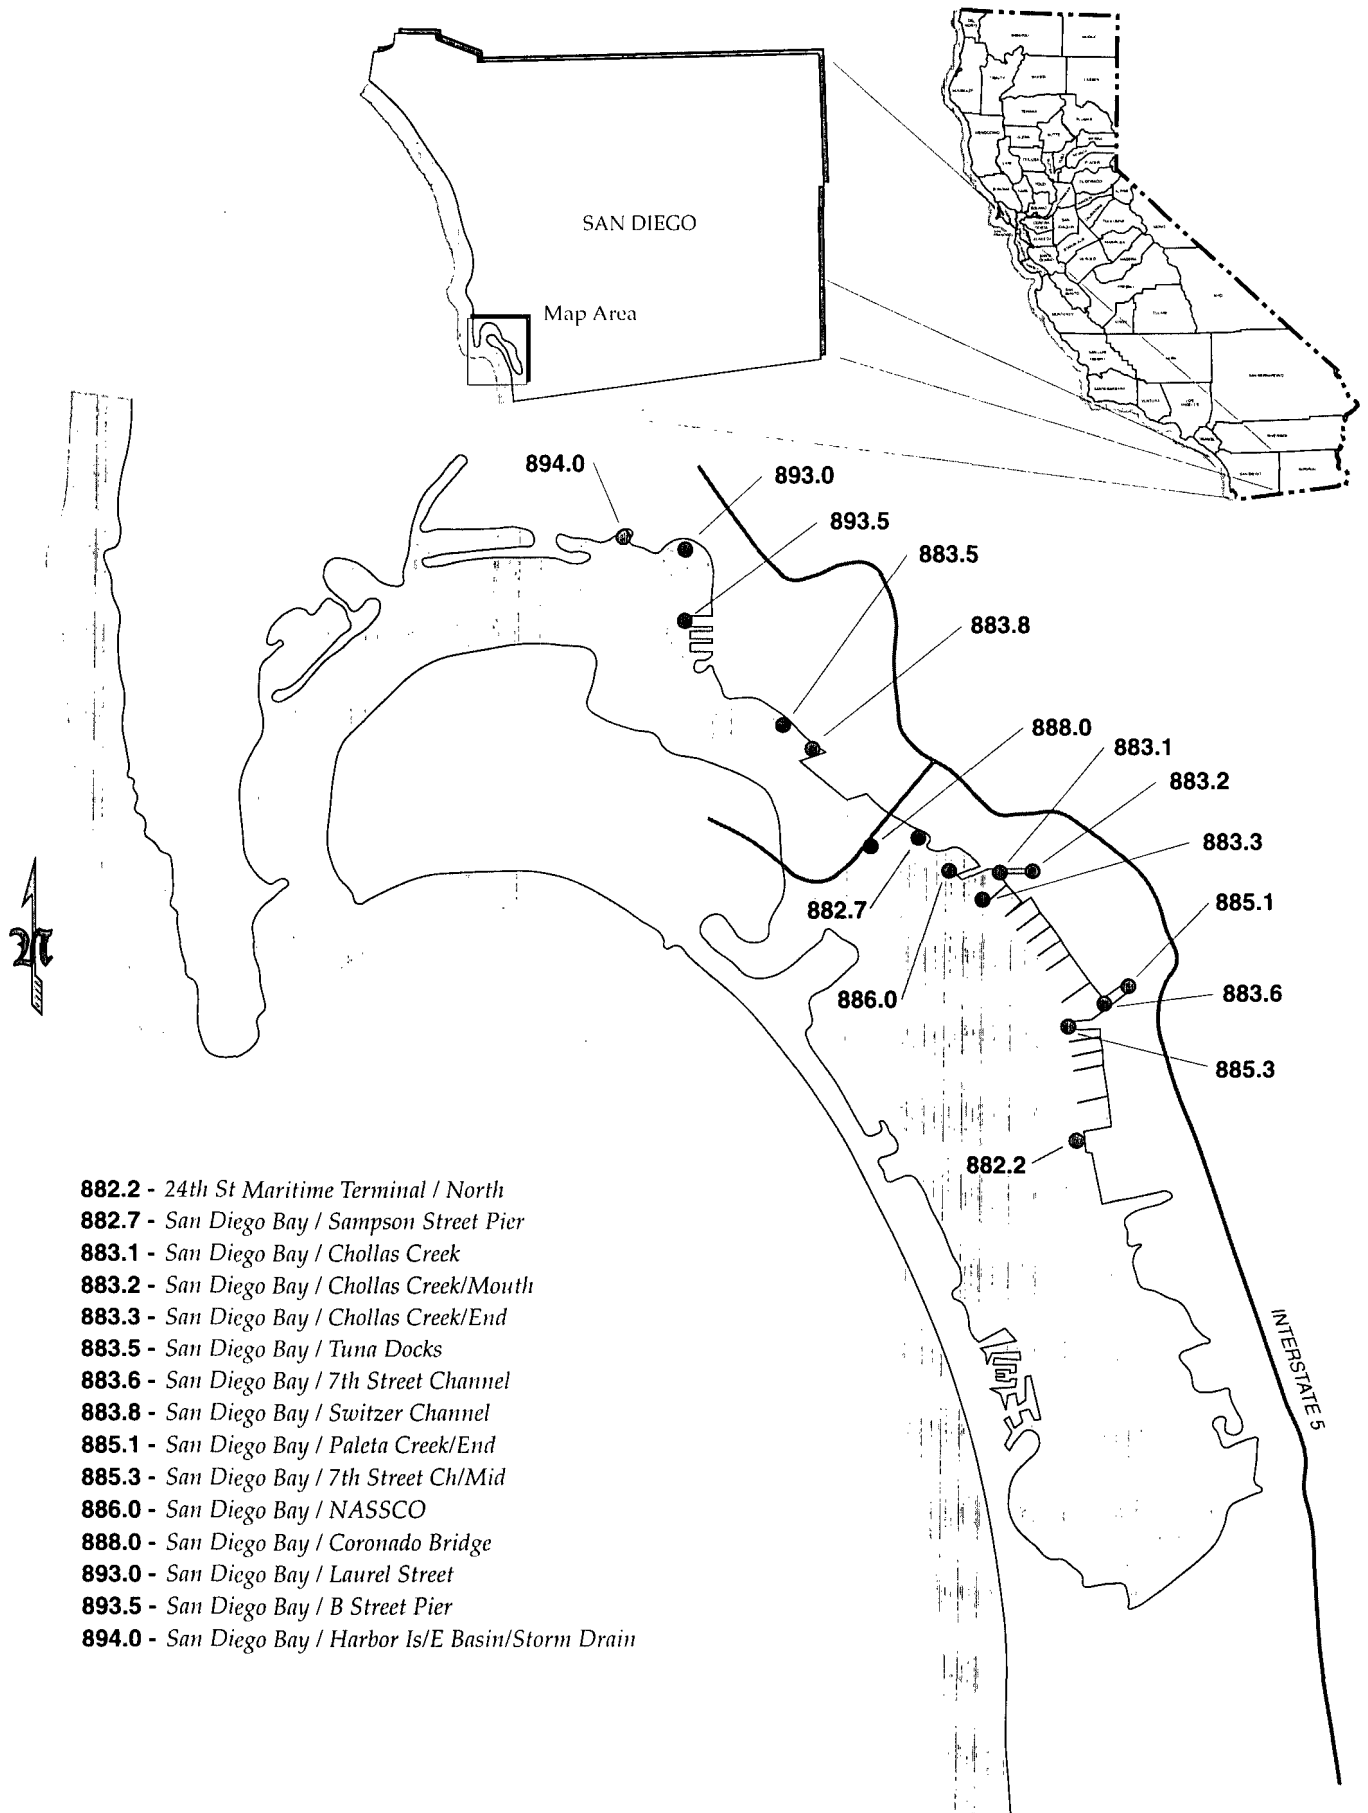 SAN DIEGO
Map Area
894.0
893.0
893.5
883.5
883.8
888.0
883.1
883.2
883.3
882.7
885.1
886.0
883.6
885.3
882.2
INTERSTATE 5
882.2 - 24th St Maritime Terminal / North
882.7 - San Diego Bay / Sampson Street Pier
883.1 - San Diego Bay / Chollas Creek
883.2 - San Diego Bay / Chollas Creek/Mouth
883.3 - San Diego Bay / Chollas Creek/End
883.5 - San Diego Bay / Tuna Docks
883.6 - San Diego Bay / 7th Street Channel
883.8 - San Diego Bay / Switzer Channel
885.1 - San Diego Bay / Paleta Creek/End
885.3 - San Diego Bay / 7th Street Ch/Mid
886.0 - San Diego Bay / NASSCO
888.0 - San Diego Bay / Coronado Bridge
893.0 - San Diego Bay / Laurel Street
893.5 - San Diego Bay / B Street Pier
894.0 - San Diego Bay / Harbor Is/E Basin/Storm Drain